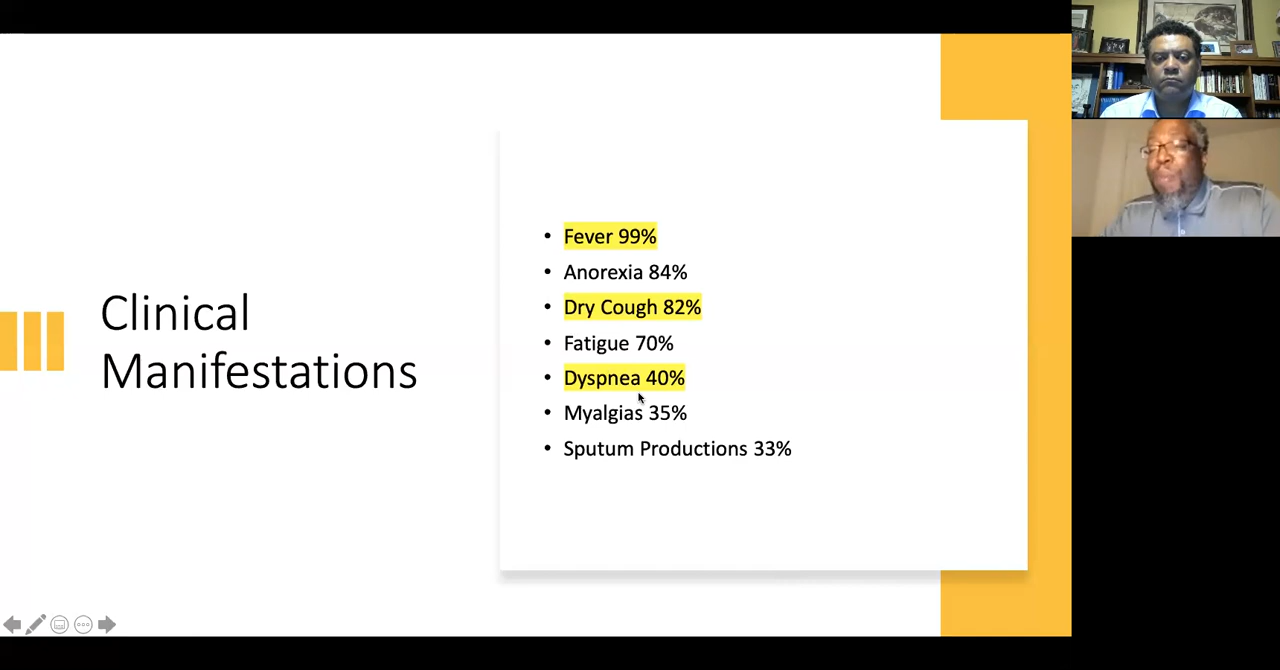 Clinical
Manifestations
• Fever 99%
• Anorexia 84%
• Dry Cough 82%
• Fatigue 70%
• Dyspnea 40%
• Myalgias 35%
• Sputum Productions 33%